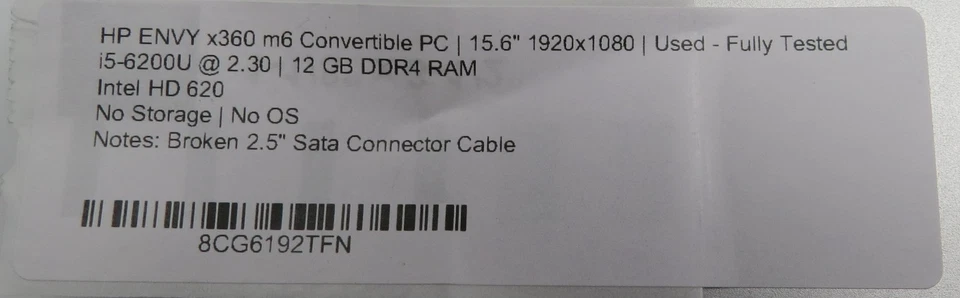 HP ENVY x360 m6 Convertible PC | 15.6" 1920x1080 | Used - Fully Tested
i5-6200U @ 2.30 | 12 GB DDR4 RAM
Intel HD 620
No Storage | No OS
Notes: Broken 2.5" Sata Connector Cable
8CG6192TFN